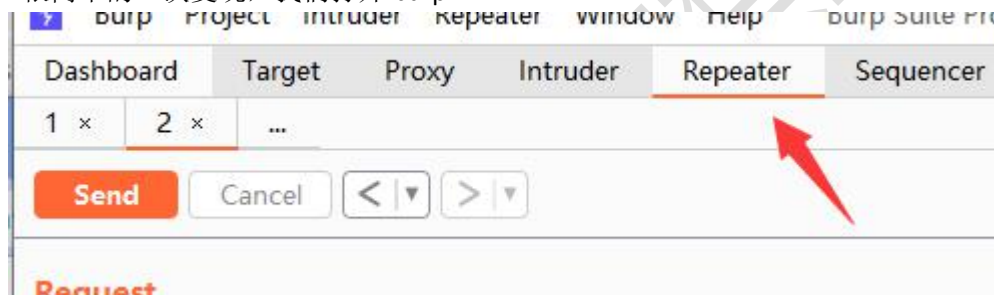 Burp Project Intruder Repeater Window Help Burp Suite Pro
Dashboard Target Proxy Intruder Repeater Sequencer
1 × 2 × ...
Send Cancel < | ▼ > | ▼
Request